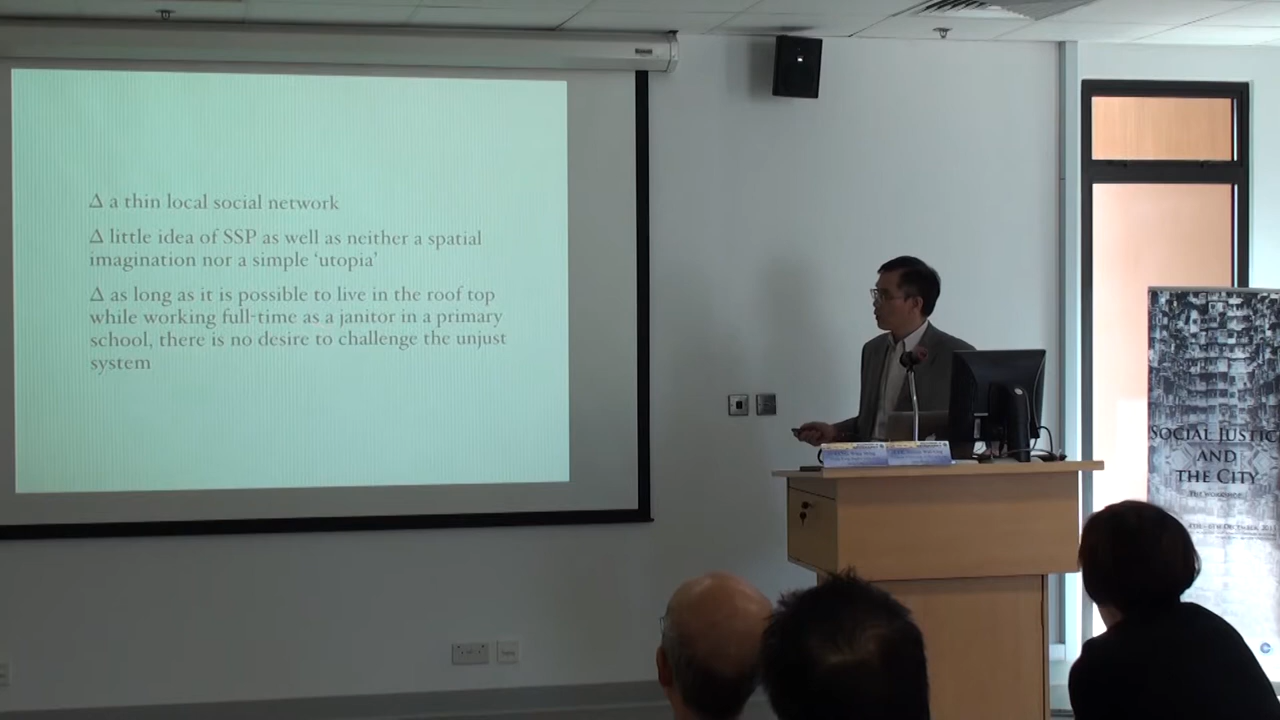 Δ a thin local social network
Δ little idea of SSP as well as neither a spatial
imagination nor a simple ‘utopia’
Δ as long as it is possible to live in the roof top
while working full-time as a janitor in a primary
school, there is no desire to challenge the unjust
system
SOCIAL JUSTIC
AND
THE CITY
THE WORKSHOP